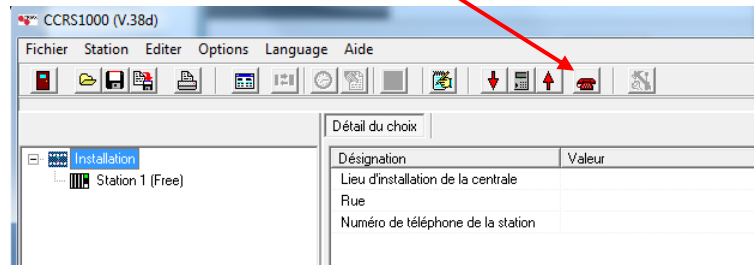 CCRS1000 (V.38d)
Fichier Station Editer Options Language Aide
Détail du choix
Installation
Station 1 (Free)
Désignation Valeur
Lieu d'installation de la centrale
Rue
Numéro de téléphone de la station